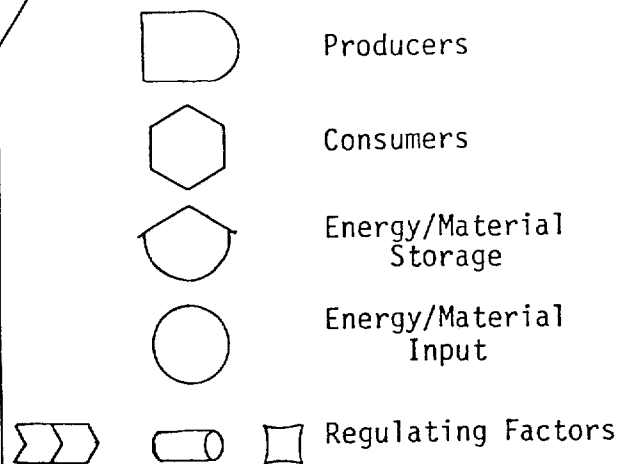 Producers
Consumers
Energy/Material
Storage
Energy/Material
Input
Regulating Factors